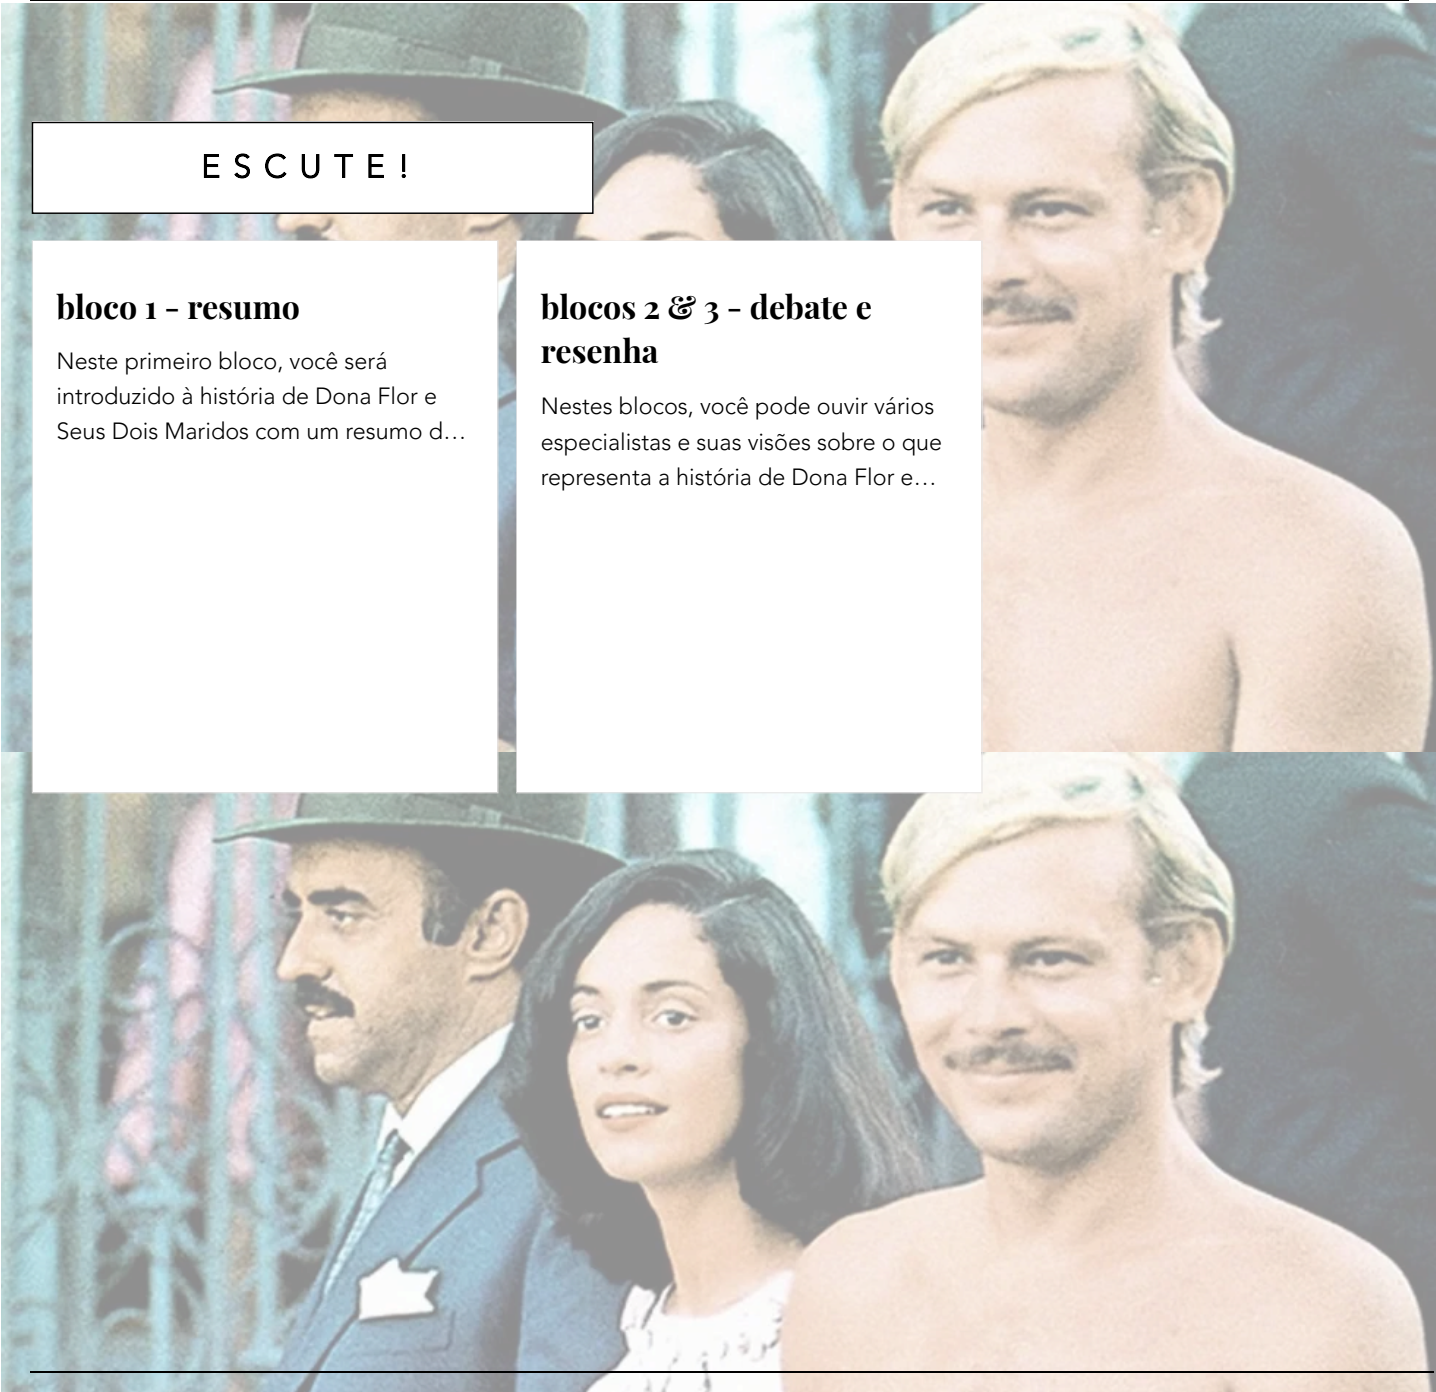 ESCUTE!
bloco 1 - resumo
Neste primeiro bloco, você será
introduzido à história de Dona Flor e
Seus Dois Maridos com um resumo d...
blocos 2 & 3 - debate e
resenha
Nestes blocos, você pode ouvir vários
especialistas e suas visões sobre o que
representa a história de Dona Flor e...